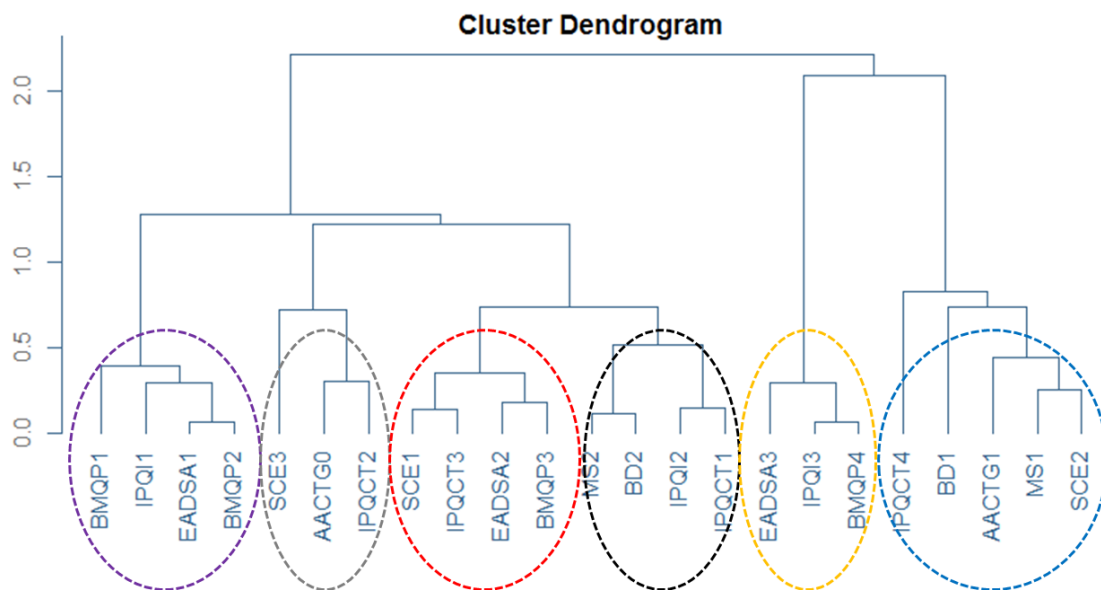 Cluster Dendrogram
2.0
1.5
1.0
0.5
0.0
BMQP1
IPQI1
EADSA1
BMQP2
SCE3
AACTG0
IPQCT2
SCE1
IPQCT3
EADSA2
BMQP3
MS2
BD2
IPQI2
IPQCT1
EADSA3
IPQI3
BMQP4
IPQCT4
BD1
AACTG1
MS1
SCE2